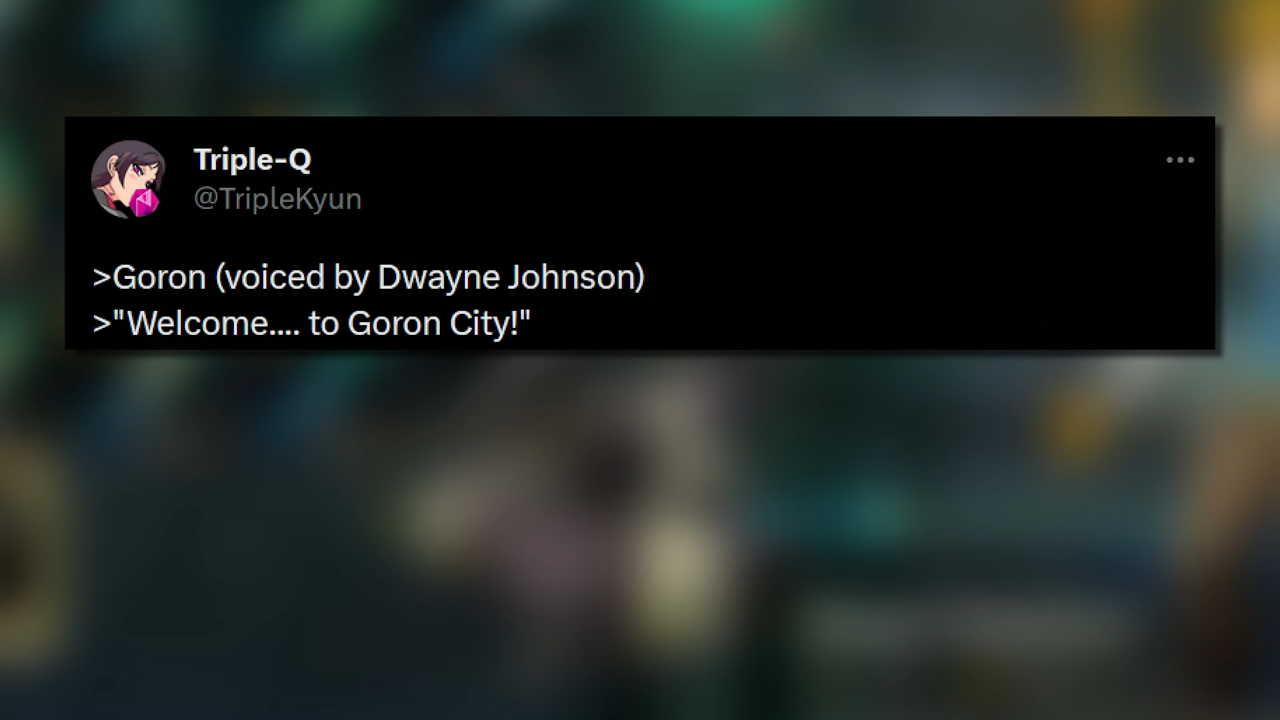 Triple-Q
@TripleKyun
>Goron (voiced by Dwayne Johnson)
>"Welcome.... to Goron City!"